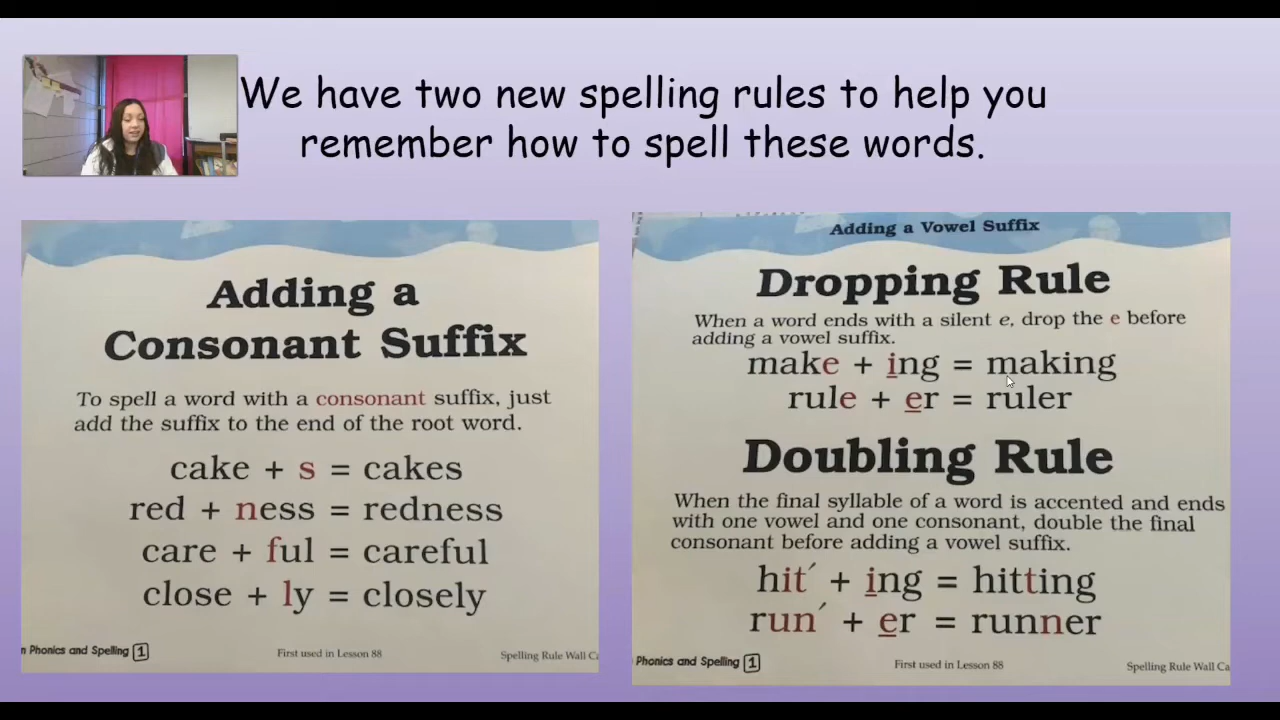 We have two new spelling rules to help you
remember how to spell these words.
Adding a
Consonant Suffix
To spell a word with a consonant suffix, just
add the suffix to the end of the root word.
cake + s = cakes
red + ness = redness
care + ful = careful
close + ly = closely
n Phonics and Spelling 1
First used in Lesson 88
Spelling Rule Wall Ca
Adding a Vowel Suffix
Dropping Rule
When a word ends with a silent e, drop the e before
adding a vowel suffix.
make + ing = making
rule + er = ruler
Doubling Rule
When the final syllable of a word is accented and ends
with one vowel and one consonant, double the final
consonant before adding a vowel suffix.
hit´ + ing = hitting
run´ + er = runner
Phonics and Spelling 1
First used in Lesson 88
Spelling Rule Wall Ca